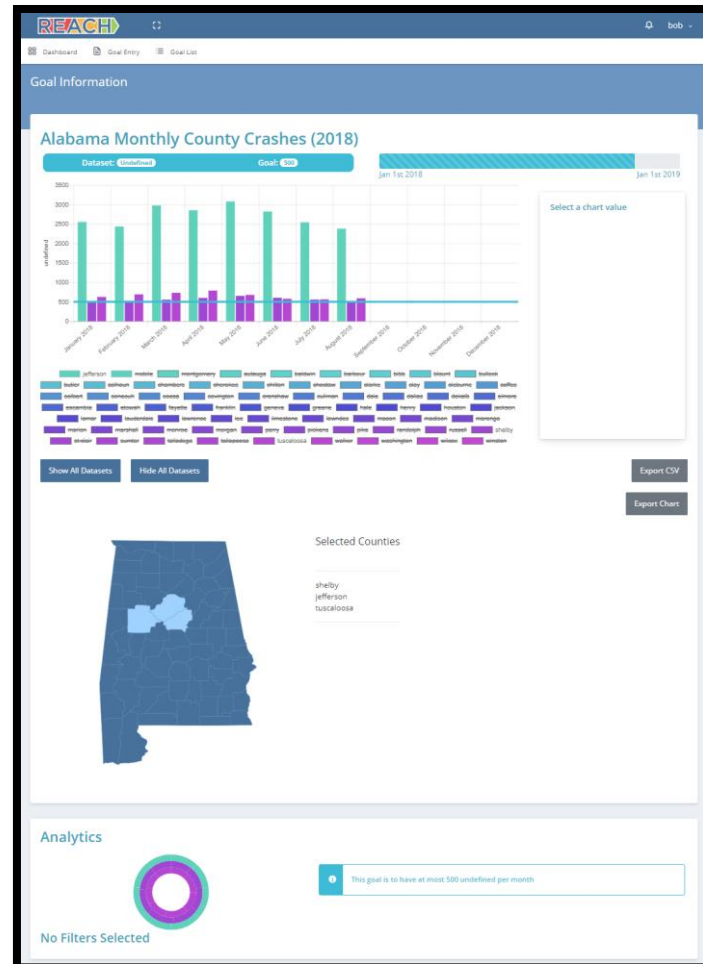 REACH
bob
Dashboard Goal Entry Goal List
Goal Information
Alabama Monthly County Crashes (2018)
Dataset: Undefined Goal: 500
Jan 1st 2018 Jan 1st 2019
3500
3000
2500
2000
1500
1000
500
0
undefined
January 2018 February 2018 March 2018 April 2018 May 2018 June 2018 July 2018 August 2018 September 2018 October 2018 November 2018 December 2018
Select a chart value
jefferson mobile montgomery autauga baldwin barbour bibb blount bullock
butler calhoun chambers cherokee chilton choctaw clarke clay cleburne coffee
colbert conecuh coosa covington crenshaw cullman dale dallas dekalb elmore
escambia etowah fayette franklin geneva greene hale henry houston jackson
lamar lauderdale lawrence lee limestone lowndes macon madison marengo
marion marshall monroe morgan perry pickens pike randolph russell shelby
st clair sumter talladega tallapoosa tuscaloosa walker washington wilcox winston
Show All Datasets Hide All Datasets Export CSV
Export Chart
Selected Counties
shelby
jefferson
tuscaloosa
Analytics
This goal is to have at most 500 undefined per month
No Filters Selected